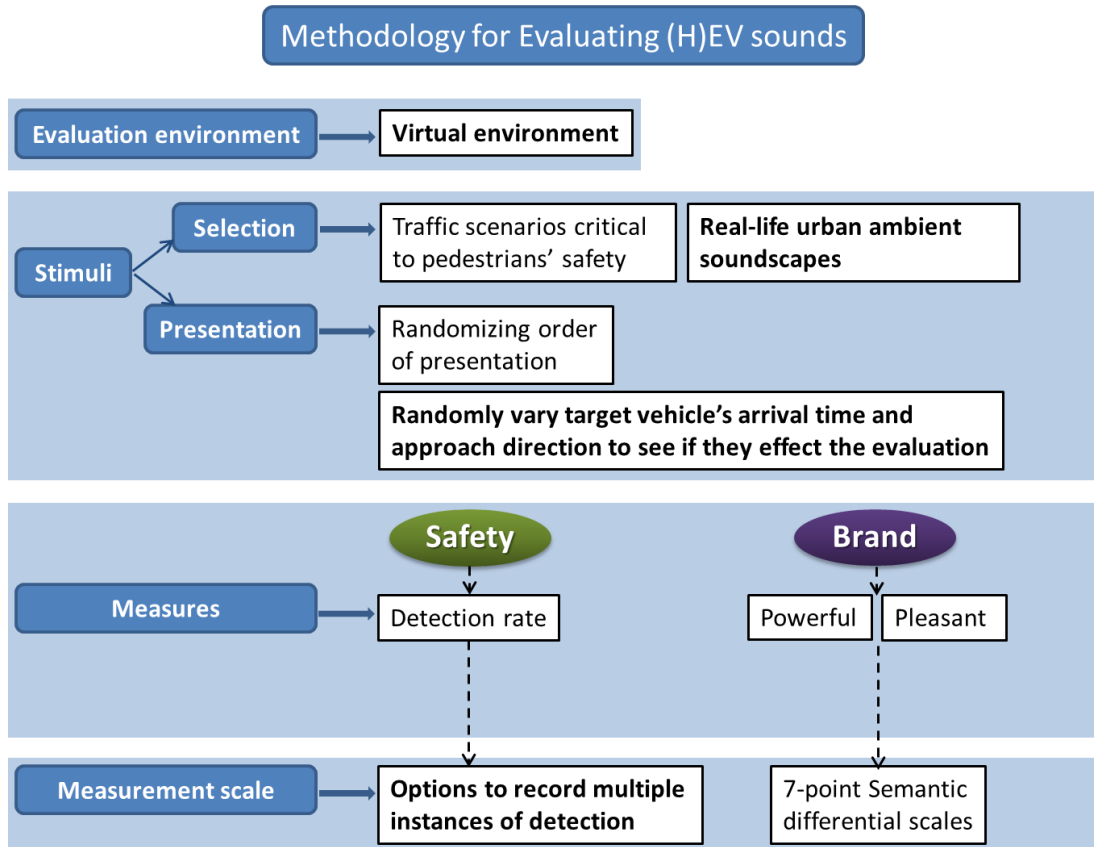 Methodology for Evaluating (H)EV sounds
Evaluation environment
Virtual environment
Stimuli
Selection
Traffic scenarios critical
to pedestrians' safety
Real-life urban ambient
soundscapes
Presentation
Randomizing order
of presentation
Randomly vary target vehicle's arrival time and
approach direction to see if they effect the evaluation
Safety
Brand
Measures
Detection rate
Powerful
Pleasant
Measurement scale
Options to record multiple
instances of detection
7-point Semantic
differential scales